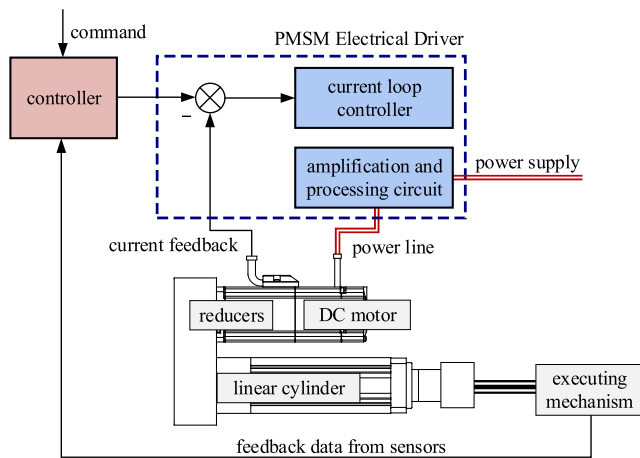 command
PMSM Electrical Driver
controller
current loop
controller
−
amplification and
processing circuit
power supply
current feedback
power line
reducers
DC motor
linear cylinder
executing
mechanism
feedback data from sensors